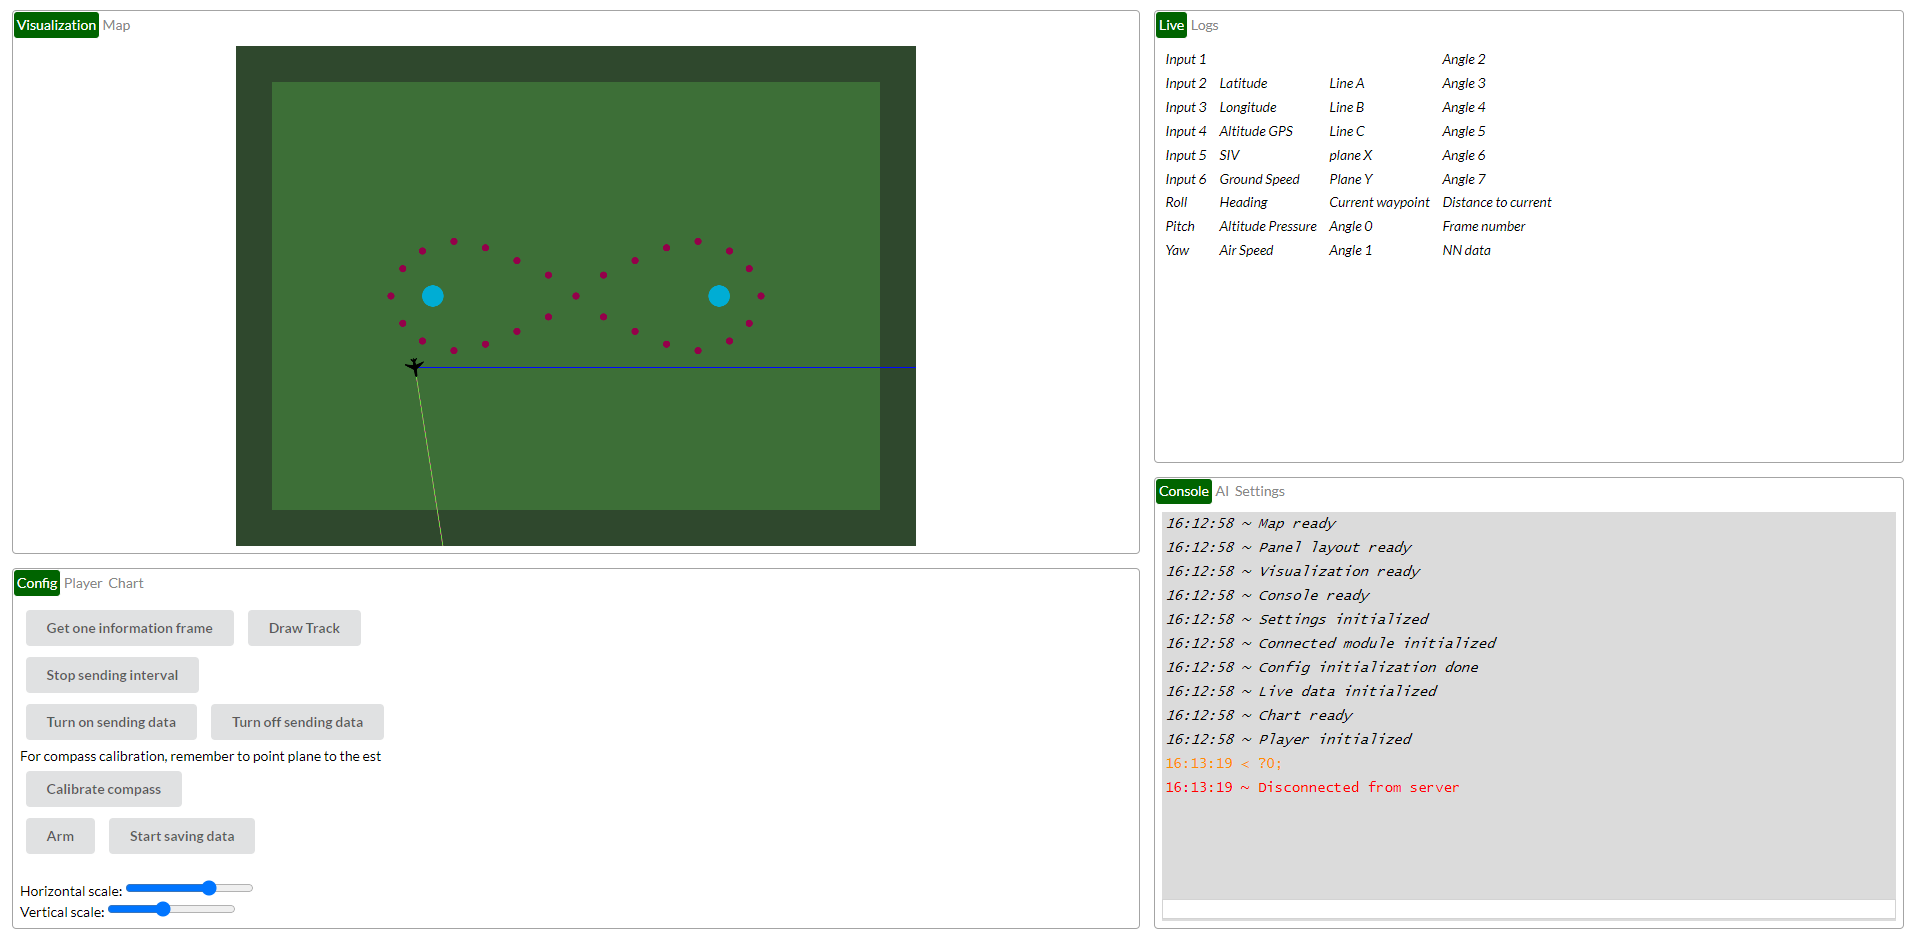 Visualization Map
Live Logs
Input 1 Angle 2
Input 2 Latitude Line A Angle 3
Input 3 Longitude Line B Angle 4
Input 4 Altitude GPS Line C Angle 5
Input 5 SIV plane X Angle 6
Input 6 Ground Speed Plane Y Angle 7
Roll Heading Current waypoint Distance to current
Pitch Altitude Pressure Angle 0 Frame number
Yaw Air Speed Angle 1 NN data
Console AI Settings
16:12:58 ~ Map ready
16:12:58 ~ Panel layout ready
16:12:58 ~ Visualization ready
16:12:58 ~ Console ready
16:12:58 ~ Settings initialized
16:12:58 ~ Connected module initialized
16:12:58 ~ Config initialization done
16:12:58 ~ Live data initialized
16:12:58 ~ Chart ready
16:12:58 ~ Player initialized
16:13:19 < ?0;
16:13:19 ~ Disconnected from server
Config Player Chart
Get one information frame Draw Track
Stop sending interval
Turn on sending data Turn off sending data
For compass calibration, remember to point plane to the est
Calibrate compass
Arm Start saving data
Horizontal scale:
Vertical scale: